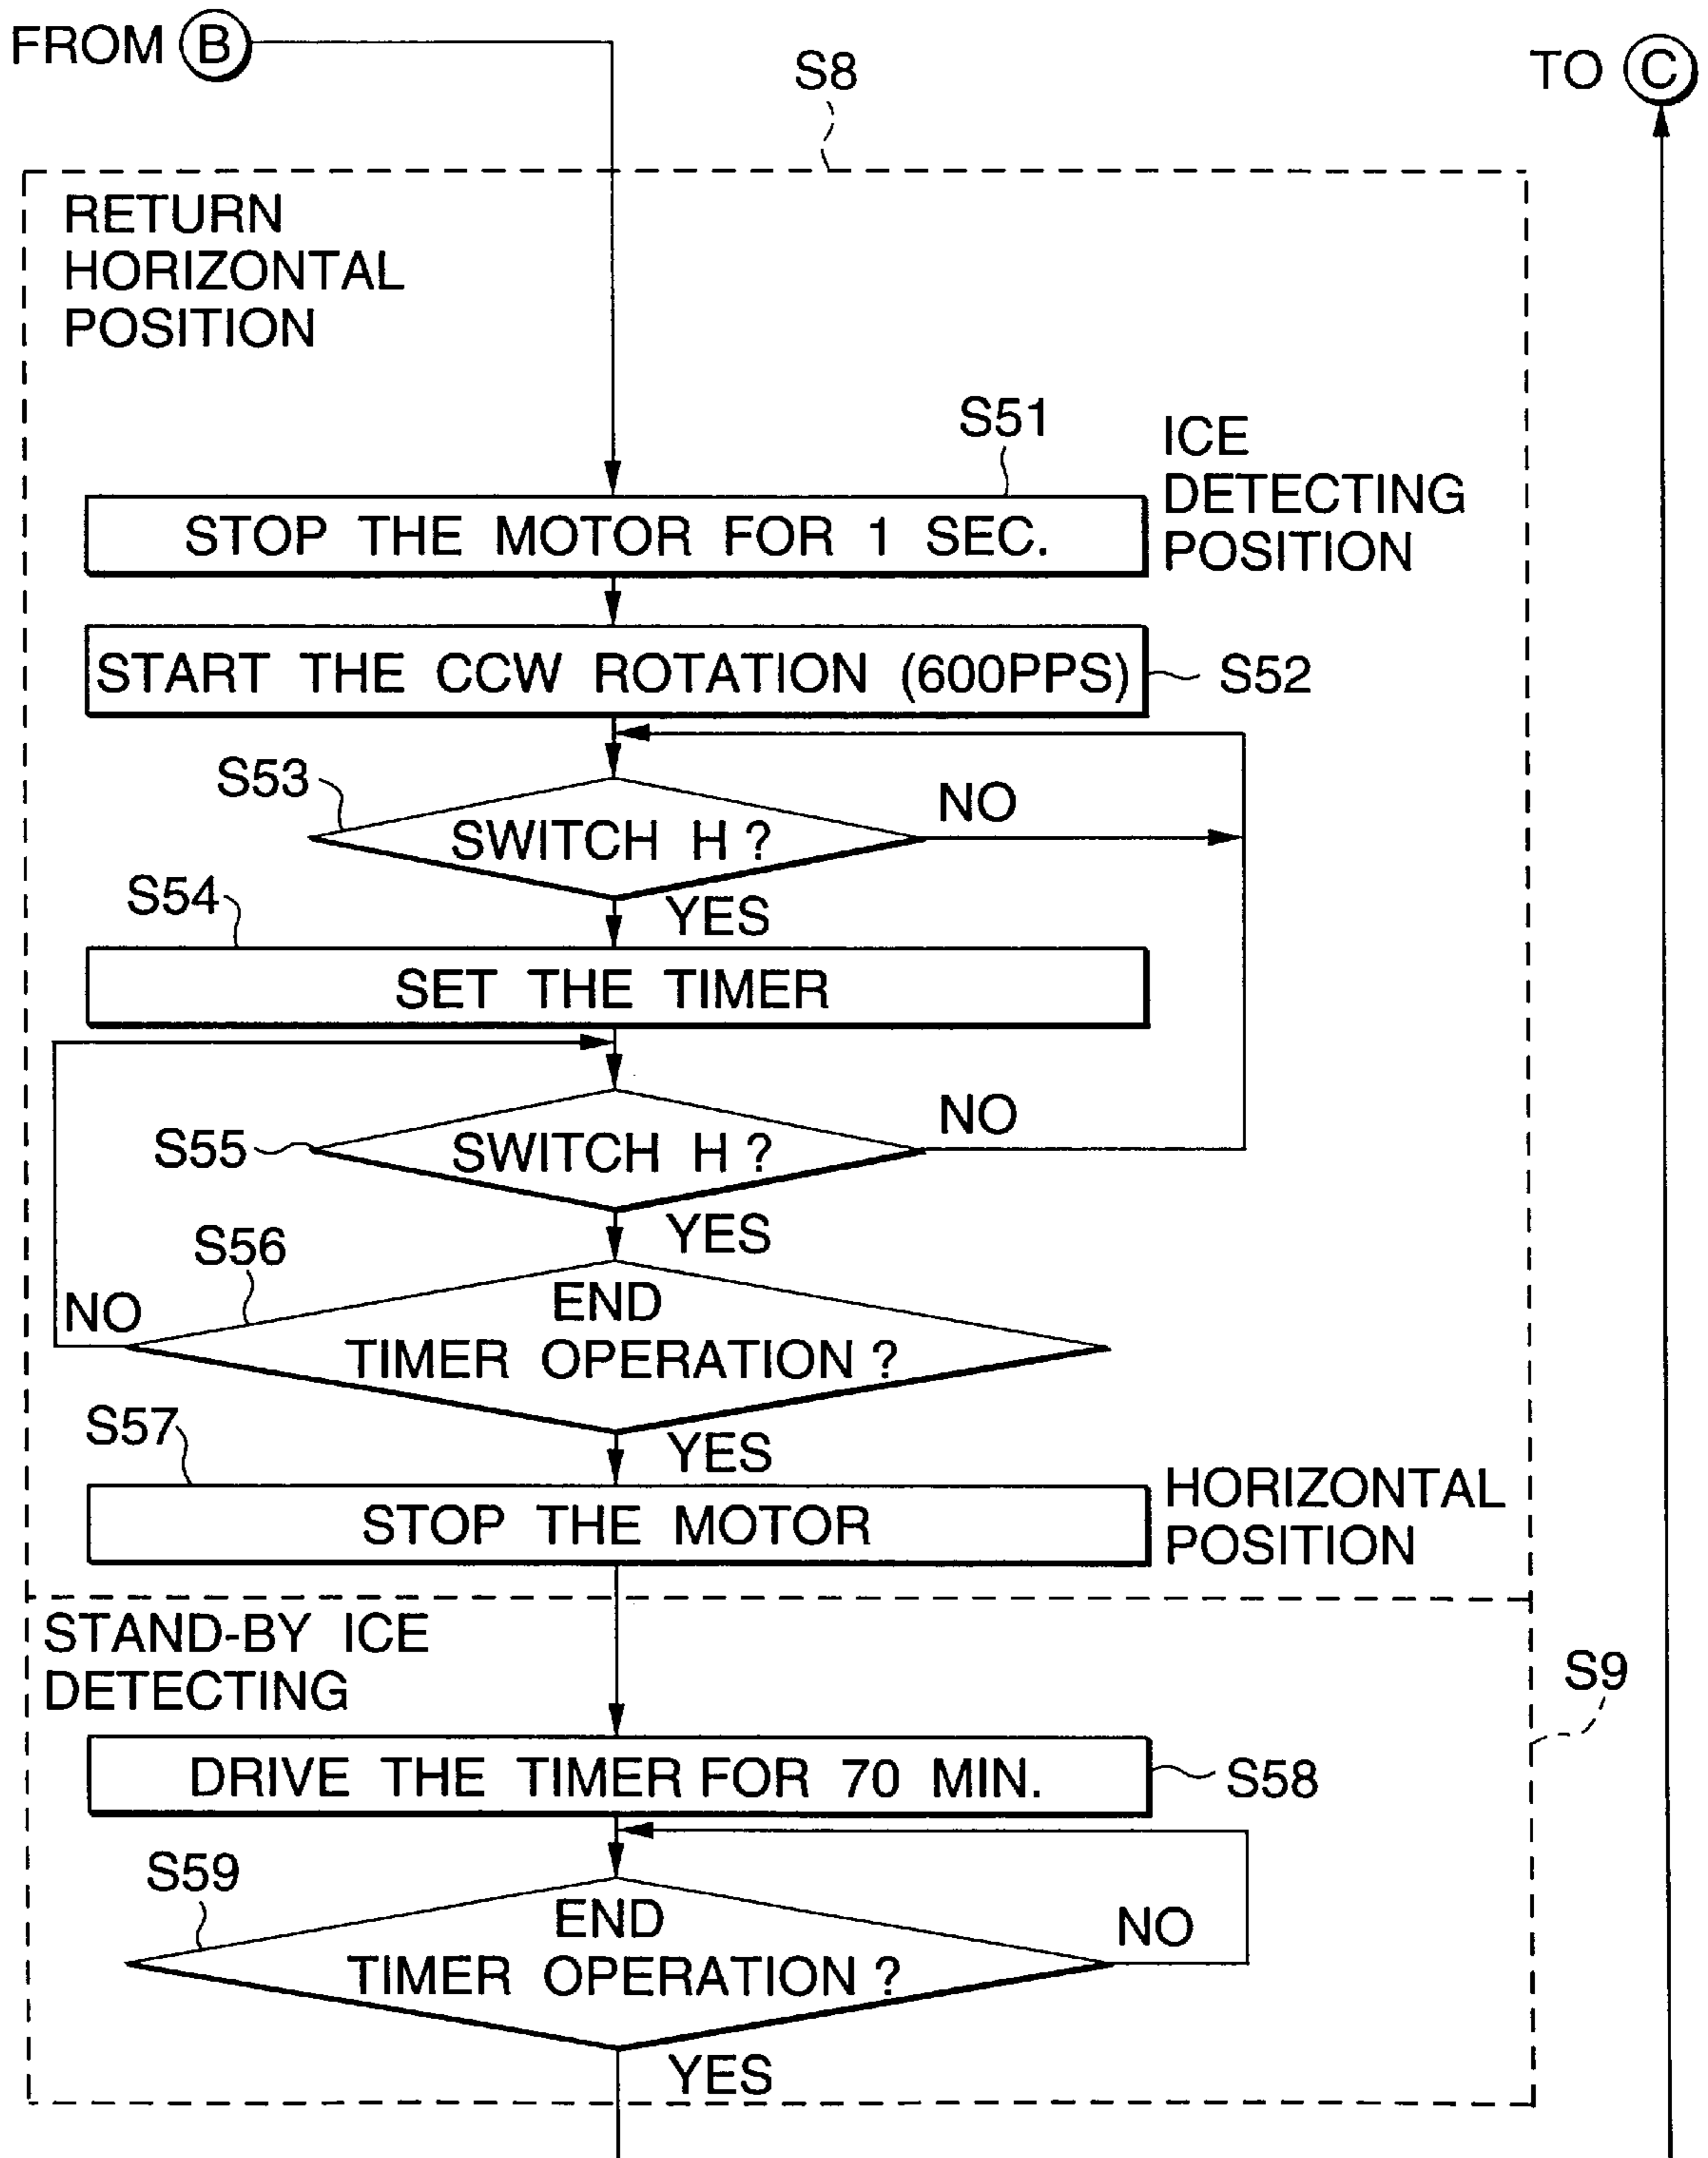 FROM B
TO C
S8
RETURN
HORIZONTAL
POSITION
S51
ICE
DETECTING
POSITION
STOP THE MOTOR FOR 1 SEC.
START THE CCW ROTATION (600PPS)
S52
S53
SWITCH H ?
NO
YES
S54
SET THE TIMER
S55
SWITCH H ?
NO
YES
S56
END
TIMER OPERATION ?
NO
YES
S57
STOP THE MOTOR
HORIZONTAL
POSITION
STAND-BY ICE
DETECTING
S9
DRIVE THE TIMER FOR 70 MIN.
S58
S59
END
TIMER OPERATION ?
NO
YES